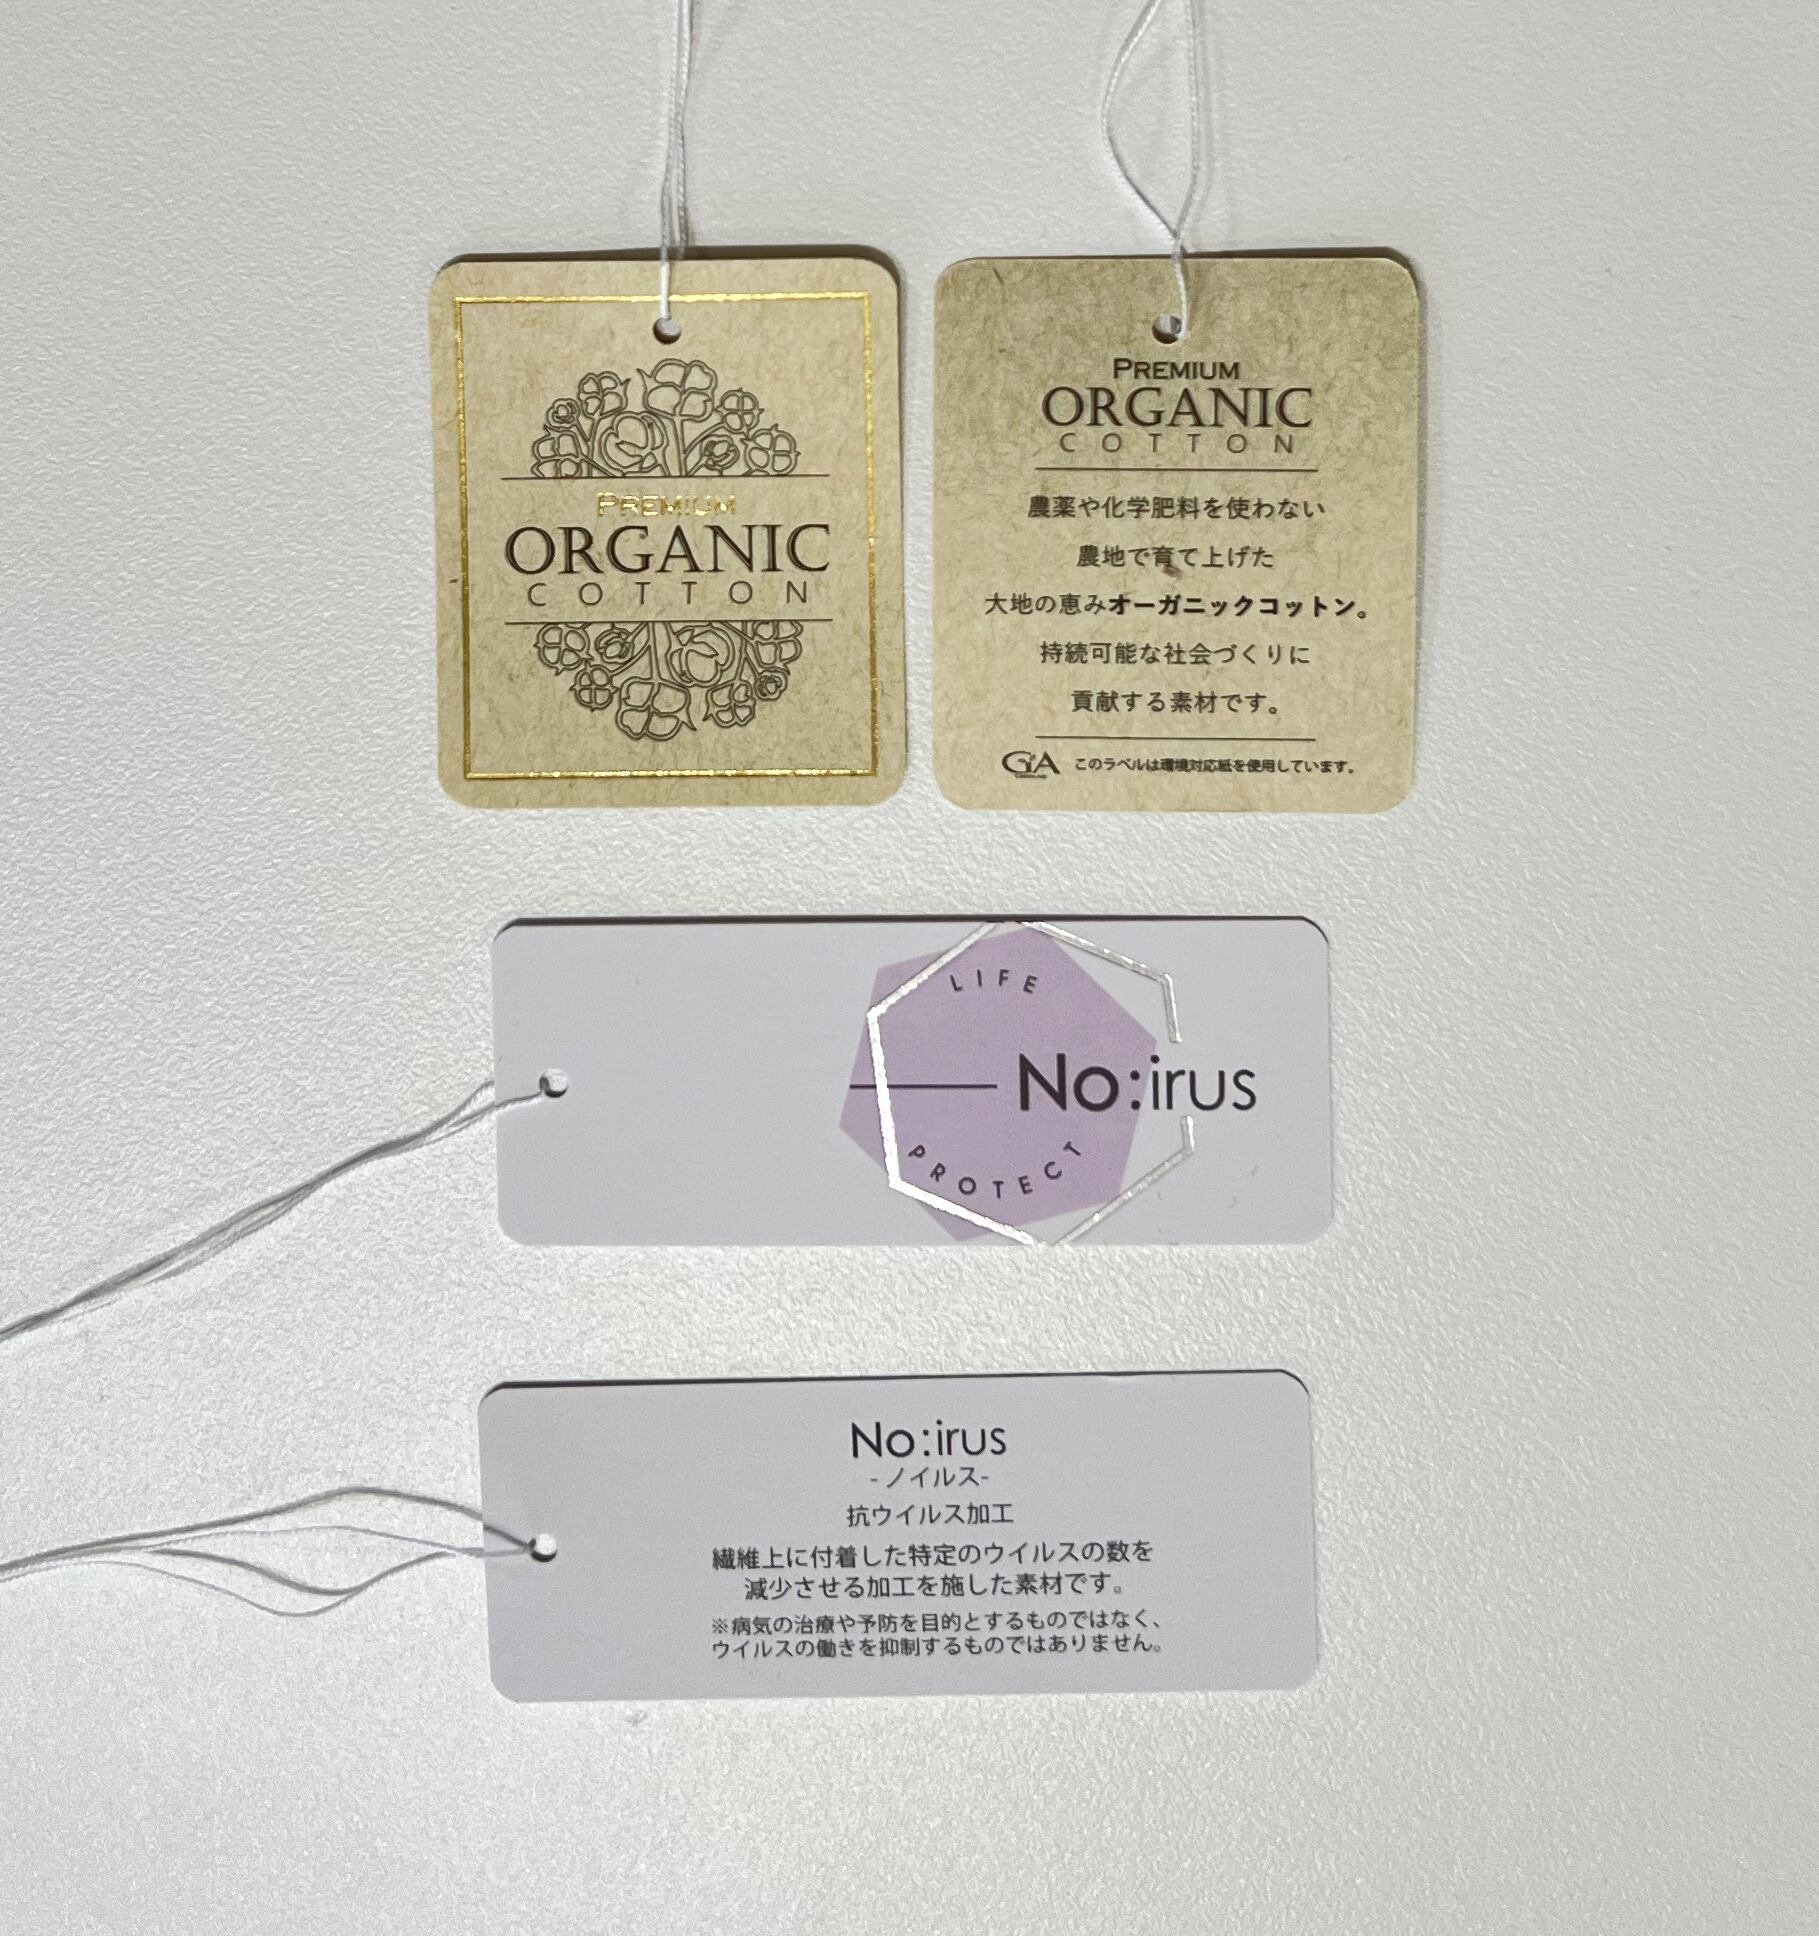 PREMIUM
ORGANIC
COTTON
PREMIUM
ORGANIC
COTTON
農薬や化学肥料を使わない
農地で育て上げた
大地の恵みオーガニックコットン。
持続可能な社会づくりに
貢献する素材です。
GA このラベルは環境対応紙を使用しています。
LIFE
No:irus
PROTECT
No:irus
-ノイルス-
抗ウイルス加工
繊維上に付着した特定のウイルスの数を
減少させる加工を施した素材です。
※病気の治療や予防を目的とするものではなく、
ウイルスの働きを抑制するものではありません。